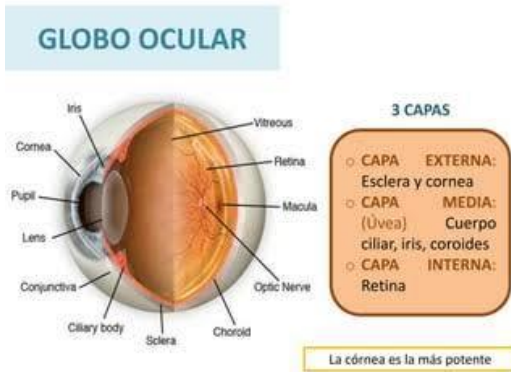 GLOBO OCULAR
Iris
Cornea
Pupil
Lens
Conjunctiva
Ciliary body
Sclera
Choroid
Optic Nerve
Macula
Retina
Vitreous
3 CAPAS
○ CAPA EXTERNA:
Esclera y cornea
○ CAPA MEDIA:
(Úvea) Cuerpo
ciliar, iris, coroides
○ CAPA INTERNA:
Retina
La córnea es la más potente